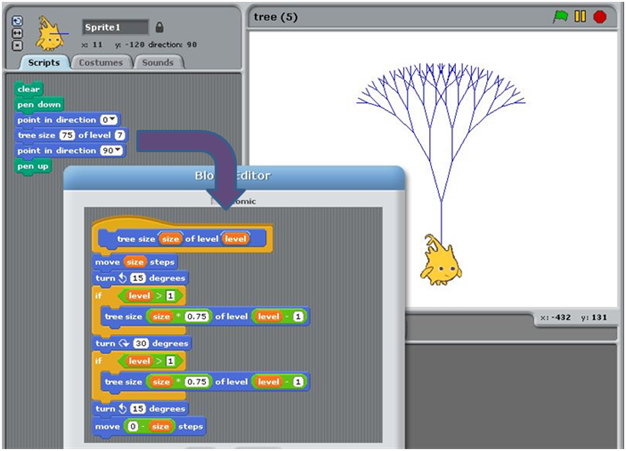 Sprite1
x: 11 y: -120 direction: 90
Scripts Costumes Sounds
clear
pen down
point in direction 0
tree size 75 of level 7
point in direction 90
pen up
tree (5)
x: -432 y: 131
Editor
omic
tree size size of level level
move size steps
turn 15 degrees
if level > 1
tree size size * 0.75 of level level - 1
turn 30 degrees
if level > 1
tree size size * 0.75 of level level - 1
turn 15 degrees
move 0 - size steps